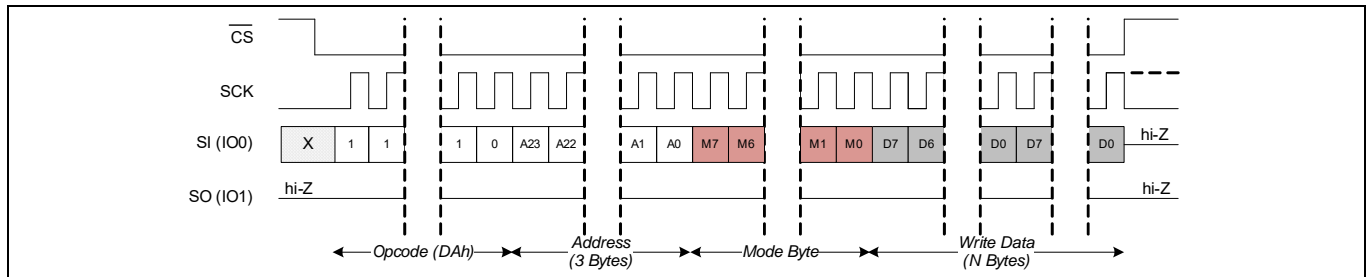 CS
SCK
SI (IO0) X 1 1 1 0 A23 A22 A1 A0 M7 M6 M1 M0 D7 D6 D0 D7 D0 hi-Z
hi-Z
SO (IO1) hi-Z
Opcode (DAh) Address Mode Byte Write Data
(3 Bytes) (N Bytes)